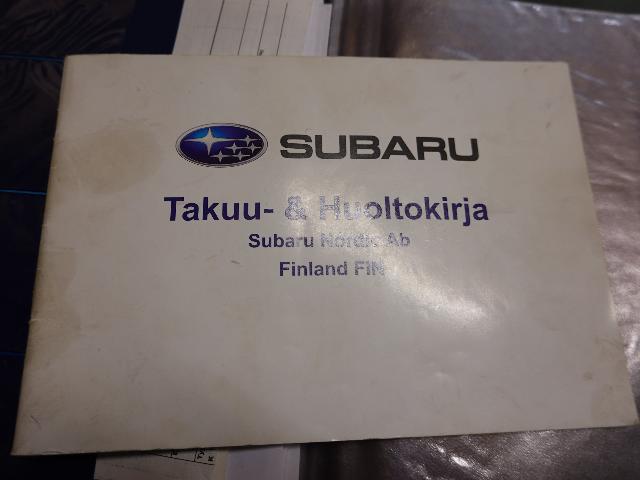 SUBARU
Takuu- & Huoltokirja
Subaru Nordic Ab
Finland FIN